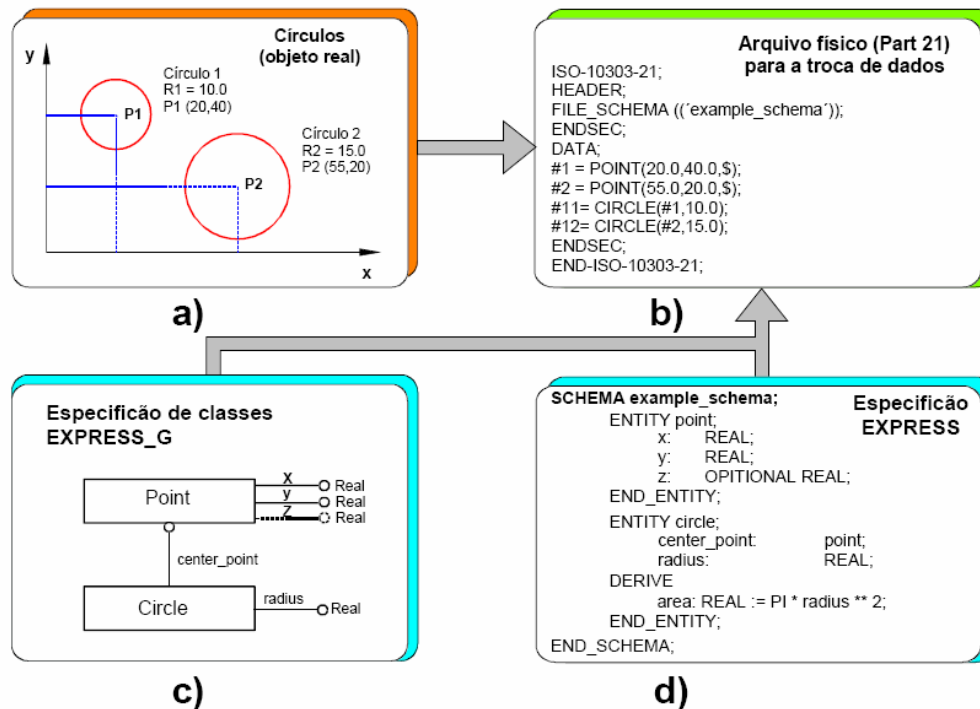 Círculos
(objeto real)
y
Círculo 1
R1 = 10.0
P1 (20,40)
P1
Círculo 2
R2 = 15.0
P2 (55,20)
P2
x
a)
Arquivo físico (Part 21)
para a troca de dados
ISO-10303-21;
HEADER;
FILE_SCHEMA ((´example_schema´));
ENDSEC;
DATA;
#1 = POINT(20.0,40.0,$);
#2 = POINT(55.0,20.0,$);
#11= CIRCLE(#1,10.0);
#12= CIRCLE(#2,15.0);
ENDSEC;
END-ISO-10303-21;
b)
Especificão de classes
EXPRESS_G
Point
X Real
y Real
Z Real
center_point
Circle
radius Real
c)
Especificão
EXPRESS
SCHEMA example_schema;
ENTITY point;
x: REAL;
y: REAL;
z: OPITIONAL REAL;
END_ENTITY;
ENTITY circle;
center_point: point;
radius: REAL;
DERIVE
area: REAL := PI * radius ** 2;
END_ENTITY;
END_SCHEMA;
d)